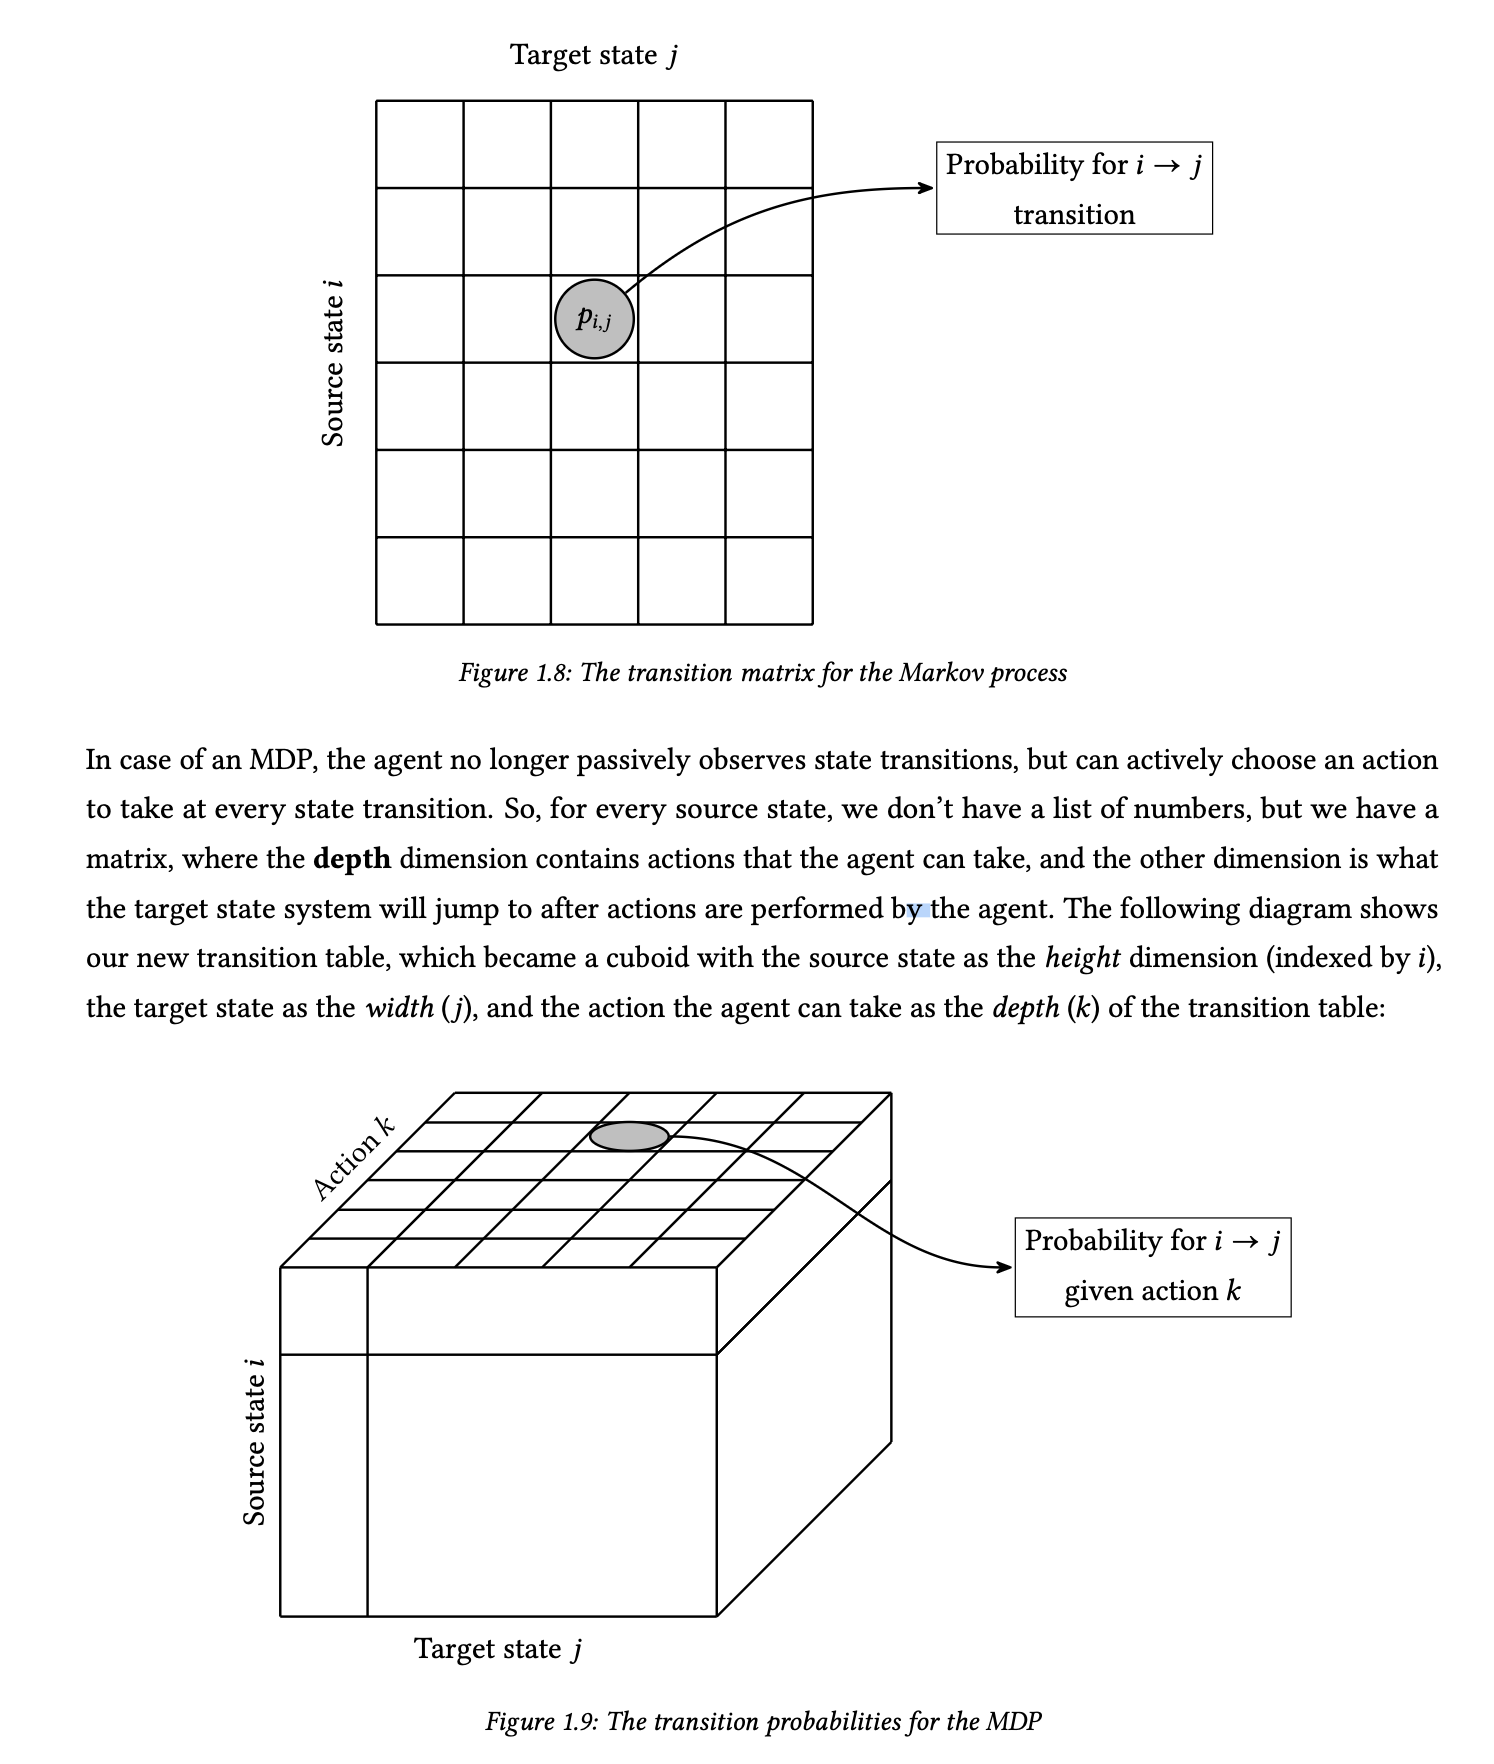 Target state j
Probability for i → j
transition
Source state i
p_{i,j}
Figure 1.8: The transition matrix for the Markov process
In case of an MDP, the agent no longer passively observes state transitions, but can actively choose an action
to take at every state transition. So, for every source state, we don’t have a list of numbers, but we have a
matrix, where the depth dimension contains actions that the agent can take, and the other dimension is what
the target state system will jump to after actions are performed by the agent. The following diagram shows
our new transition table, which became a cuboid with the source state as the height dimension (indexed by i),
the target state as the width (j), and the action the agent can take as the depth (k) of the transition table:
Action k
Probability for i → j
given action k
Source state i
Target state j
Figure 1.9: The transition probabilities for the MDP